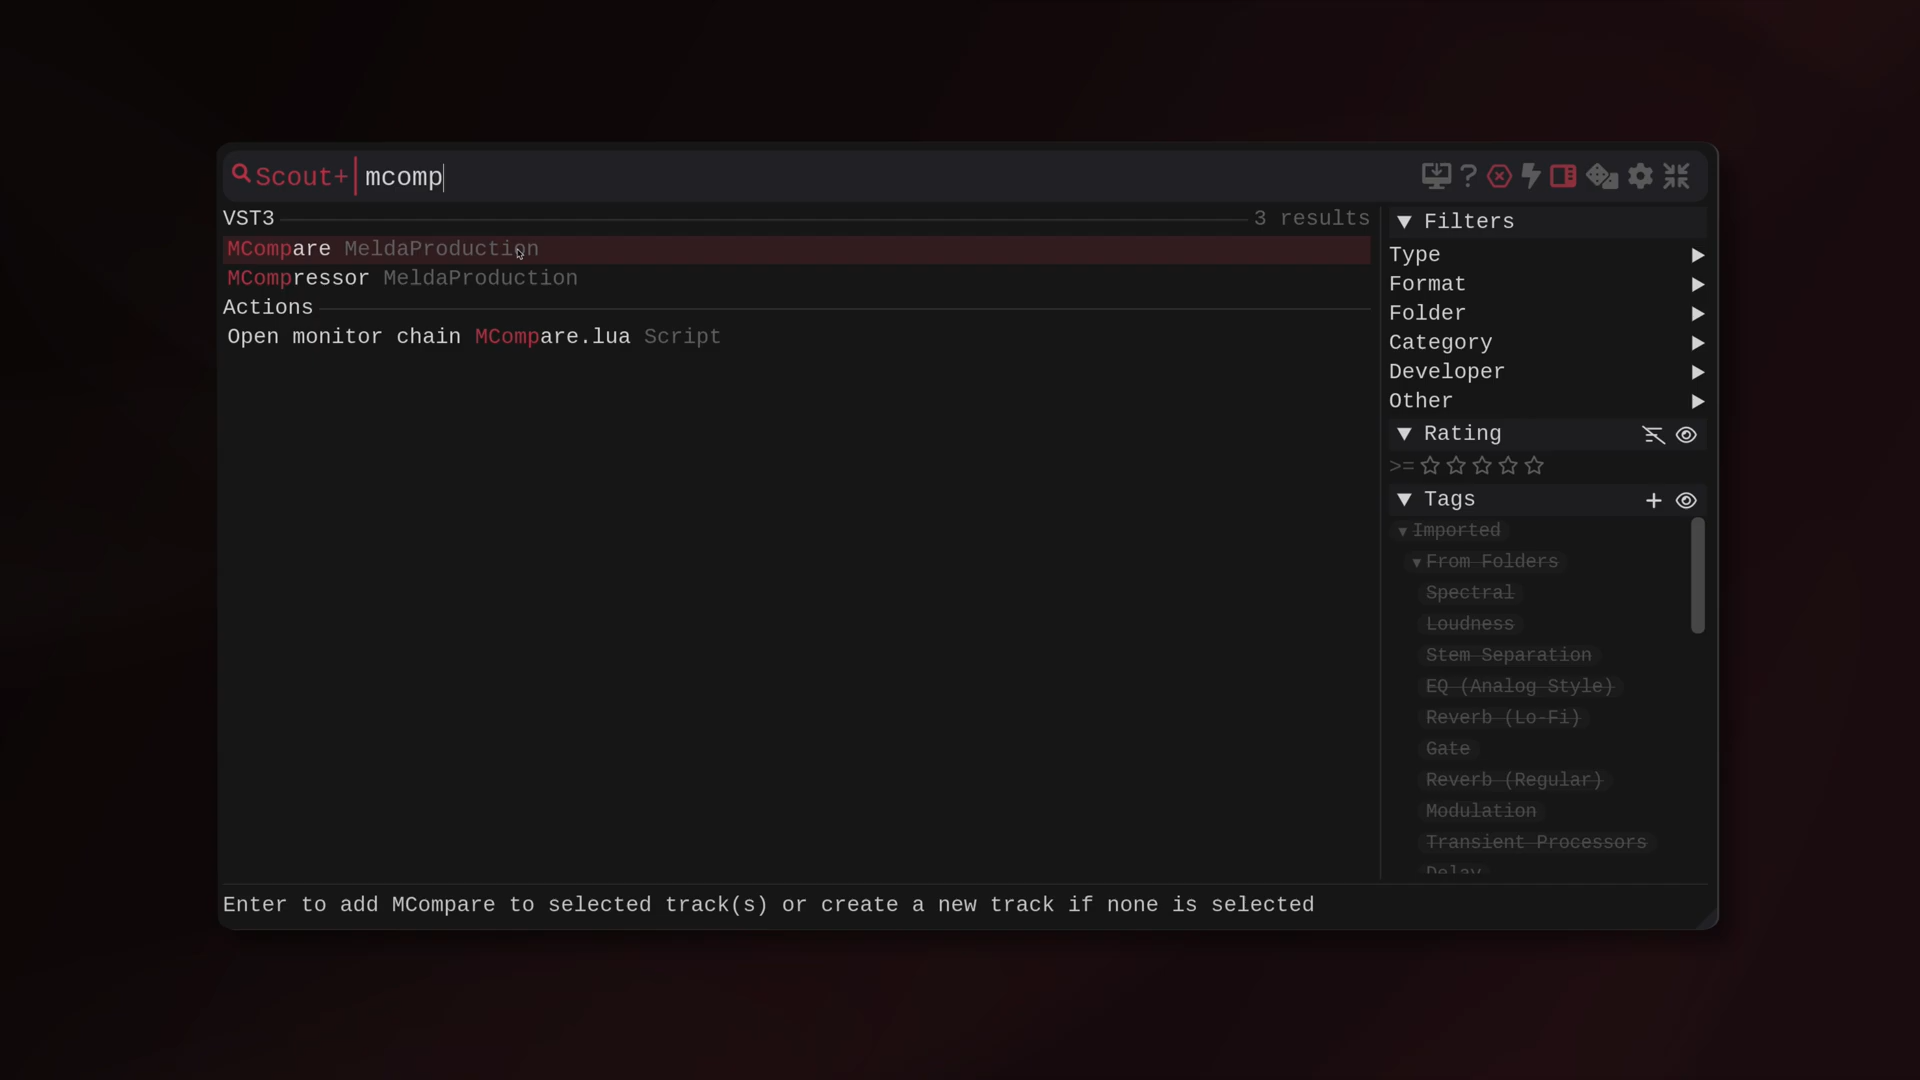 Scout+ mcomp
VST3 3 results
MCompare MeldaProduction
MCompressor MeldaProduction
Actions
Open monitor chain MCompare.lua Script
Filters
Type
Format
Folder
Category
Developer
Other
Rating
>=
Tags
Imported
From Folders
Spectral
Loudness
Stem Separation
EQ (Analog Style)
Reverb (Lo-Fi)
Gate
Reverb (Regular)
Modulation
Transient Processors
Delay
Enter to add MCompare to selected track(s) or create a new track if none is selected